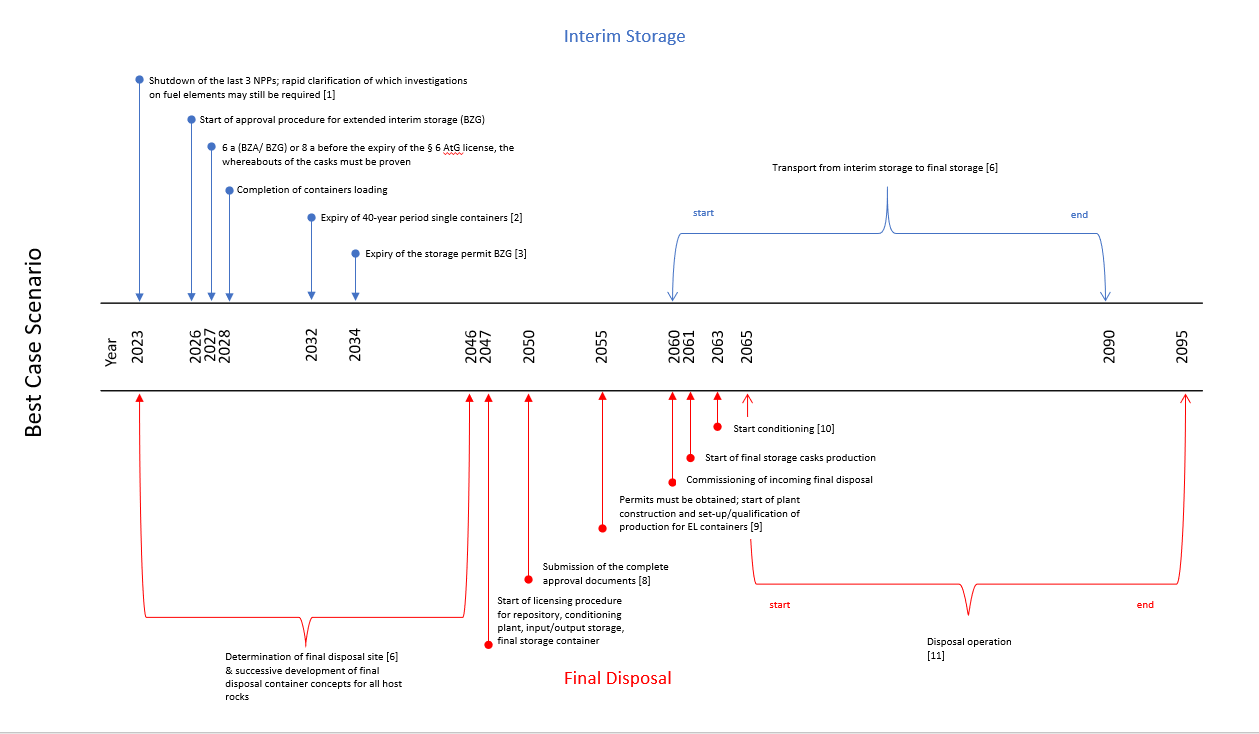 Interim Storage
Shutdown of the last 3 NPPs; rapid clarification of which investigations
on fuel elements may still be required [1]
Start of approval procedure for extended interim storage (BZG)
6 a (BZA/ BZG) or 8 a before the expiry of the § 6 AtG license, the
whereabouts of the casks must be proven
Completion of containers loading
Expiry of 40-year period single containers [2]
Expiry of the storage permit BZG [3]
Transport from interim storage to final storage [6]
start
end
Best Case Scenario
Year
2023
2026
2027
2028
2032
2034
2046
2047
2050
2055
2060
2061
2063
2065
2090
2095
Start conditioning [10]
Start of final storage casks production
Commissioning of incoming final disposal
Permits must be obtained; start of plant
construction and set-up/qualification of
production for EL containers [9]
Submission of the complete
approval documents [8]
Start of licensing procedure
for repository, conditioning
plant, input/output storage,
final storage container
start
end
Disposal operation
[11]
Determination of final disposal site [6]
& successive development of final
disposal container concepts for all host
rocks
Final Disposal